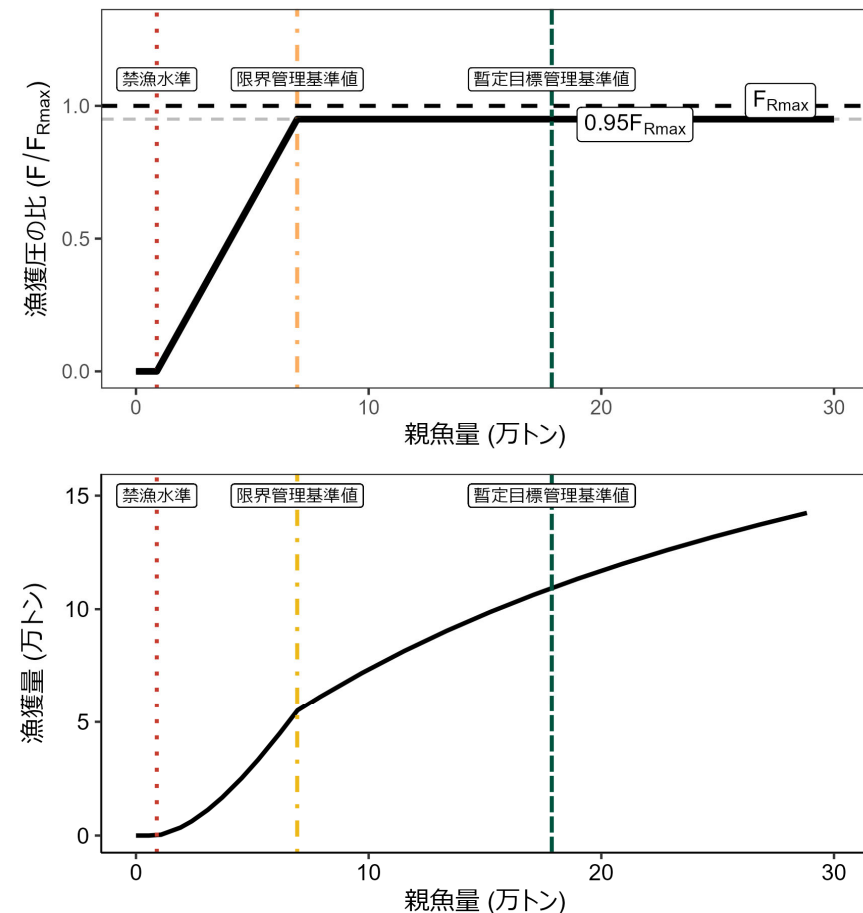 禁漁水準
限界管理基準値
暫定目標管理基準値
F_Rmax
0.95F_Rmax
漁獲圧の比 (F/F_Rmax)
1.0
0.5
0.0
0
10
20
30
親魚量 (万トン)
禁漁水準
限界管理基準値
暫定目標管理基準値
漁獲量 (万トン)
15
10
5
0
0
10
20
30
親魚量 (万トン)